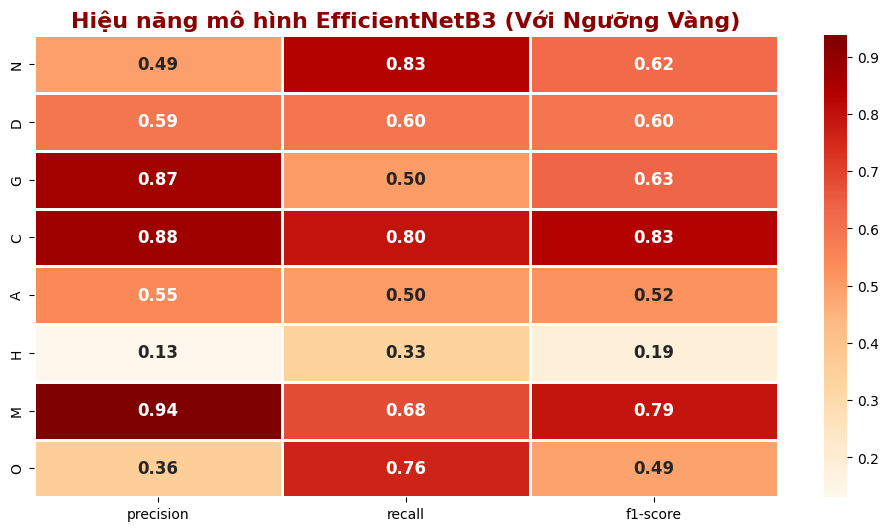 Hiệu năng mô hình EfficientNetB3 (Với Ngưỡng Vàng)
N 0.49 0.83 0.62
D 0.59 0.60 0.60
G 0.87 0.50 0.63
C 0.88 0.80 0.83
A 0.55 0.50 0.52
H 0.13 0.33 0.19
M 0.94 0.68 0.79
O 0.36 0.76 0.49
precision recall f1-score
0.9
0.8
0.7
0.6
0.5
0.4
0.3
0.2